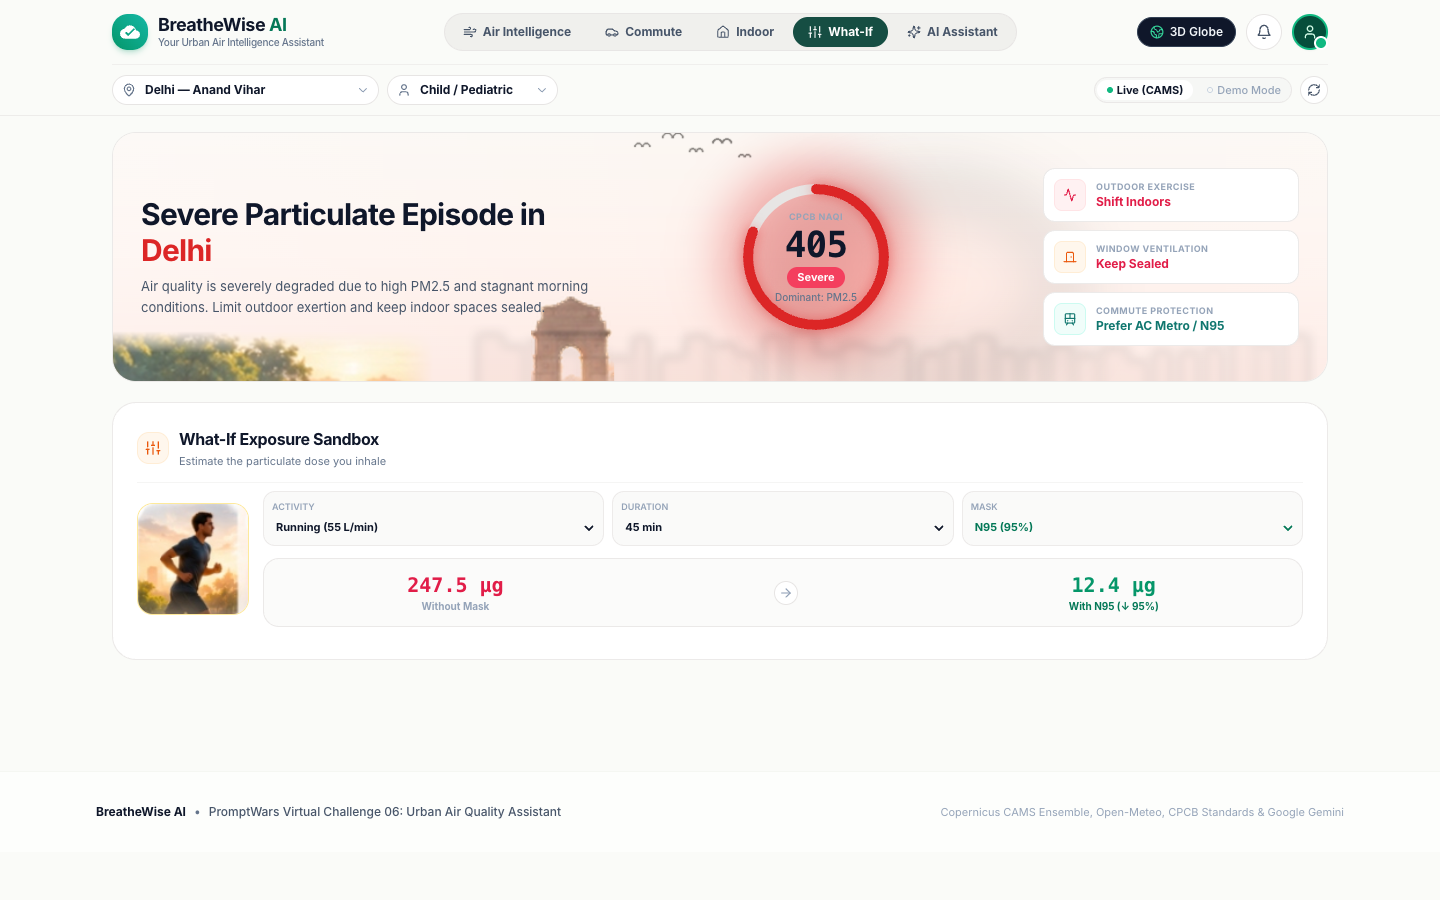 BreatheWise AI
Your Urban Air Intelligence Assistant
Air Intelligence
Commute
Indoor
What-If
AI Assistant
3D Globe
Delhi — Anand Vihar
Child / Pediatric
Live (CAMS)
Demo Mode
Severe Particulate Episode in
Delhi
Air quality is severely degraded due to high PM2.5 and stagnant morning
conditions. Limit outdoor exertion and keep indoor spaces sealed.
CPCB NAQI
405
Severe
Dominant: PM2.5
OUTDOOR EXERCISE
Shift Indoors
WINDOW VENTILATION
Keep Sealed
COMMUTE PROTECTION
Prefer AC Metro / N95
What-If Exposure Sandbox
Estimate the particulate dose you inhale
ACTIVITY
Running (55 L/min)
DURATION
45 min
MASK
N95 (95%)
247.5 µg
Without Mask
12.4 µg
With N95 (↓ 95%)
BreatheWise AI • PromptWars Virtual Challenge 06: Urban Air Quality Assistant
Copernicus CAMS Ensemble, Open-Meteo, CPCB Standards & Google Gemini